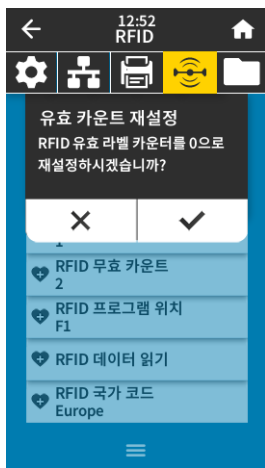 12:52
RFID
유효 카운트 재설정
RFID 유효 라벨 카운터를 0으로
재설정하시겠습니까?
1
RFID 무효 카운트
2
RFID 프로그램 위치
F1
RFID 데이터 읽기
RFID 국가 코드
Europe